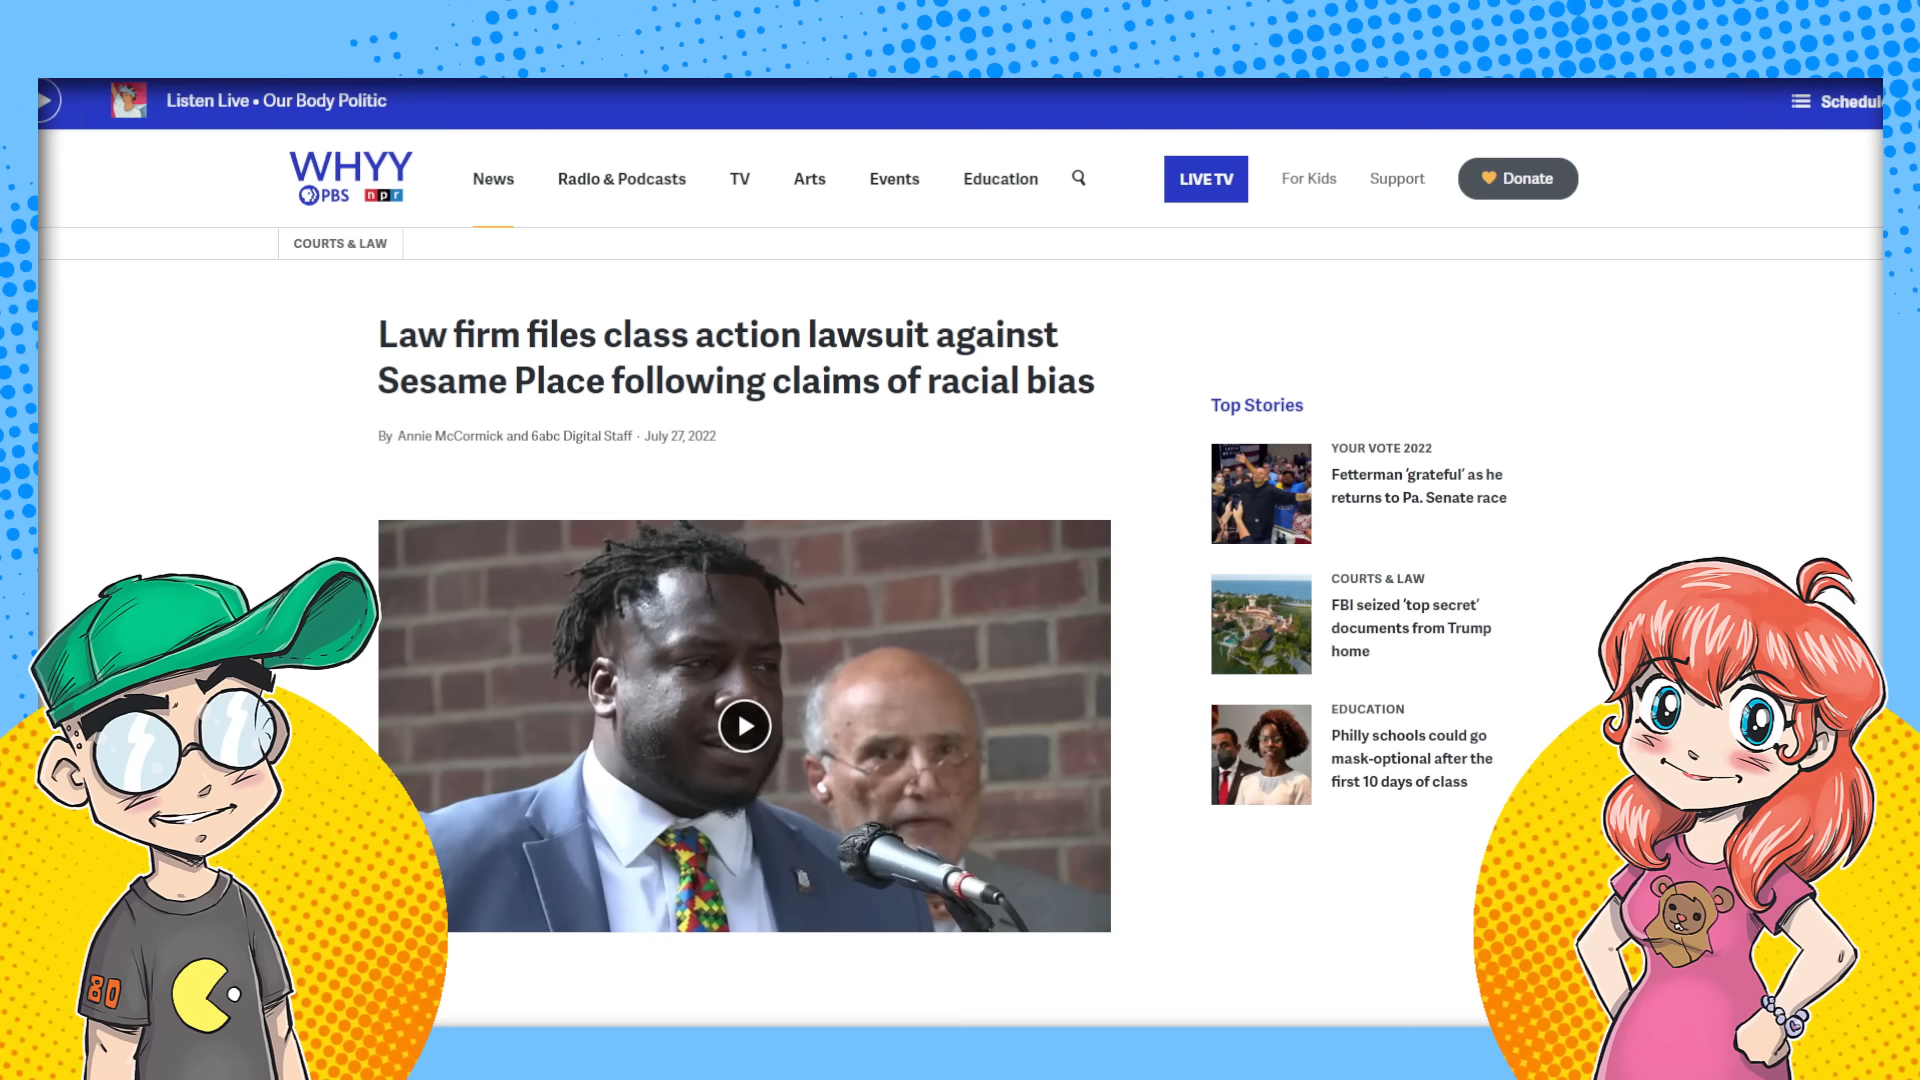 Listen Live • Our Body Politic
Schedul
WHYY
PBS npr
News
Radio & Podcasts
TV
Arts
Events
Education
LIVE TV
For Kids
Support
Donate
COURTS & LAW
Law firm files class action lawsuit against
Sesame Place following claims of racial bias
By Annie McCormick and 6abc Digital Staff · July 27, 2022
Top Stories
YOUR VOTE 2022
Fetterman ‘grateful’ as he
returns to Pa. Senate race
COURTS & LAW
FBI seized ‘top secret’
documents from Trump
home
EDUCATION
Philly schools could go
mask-optional after the
first 10 days of class
80